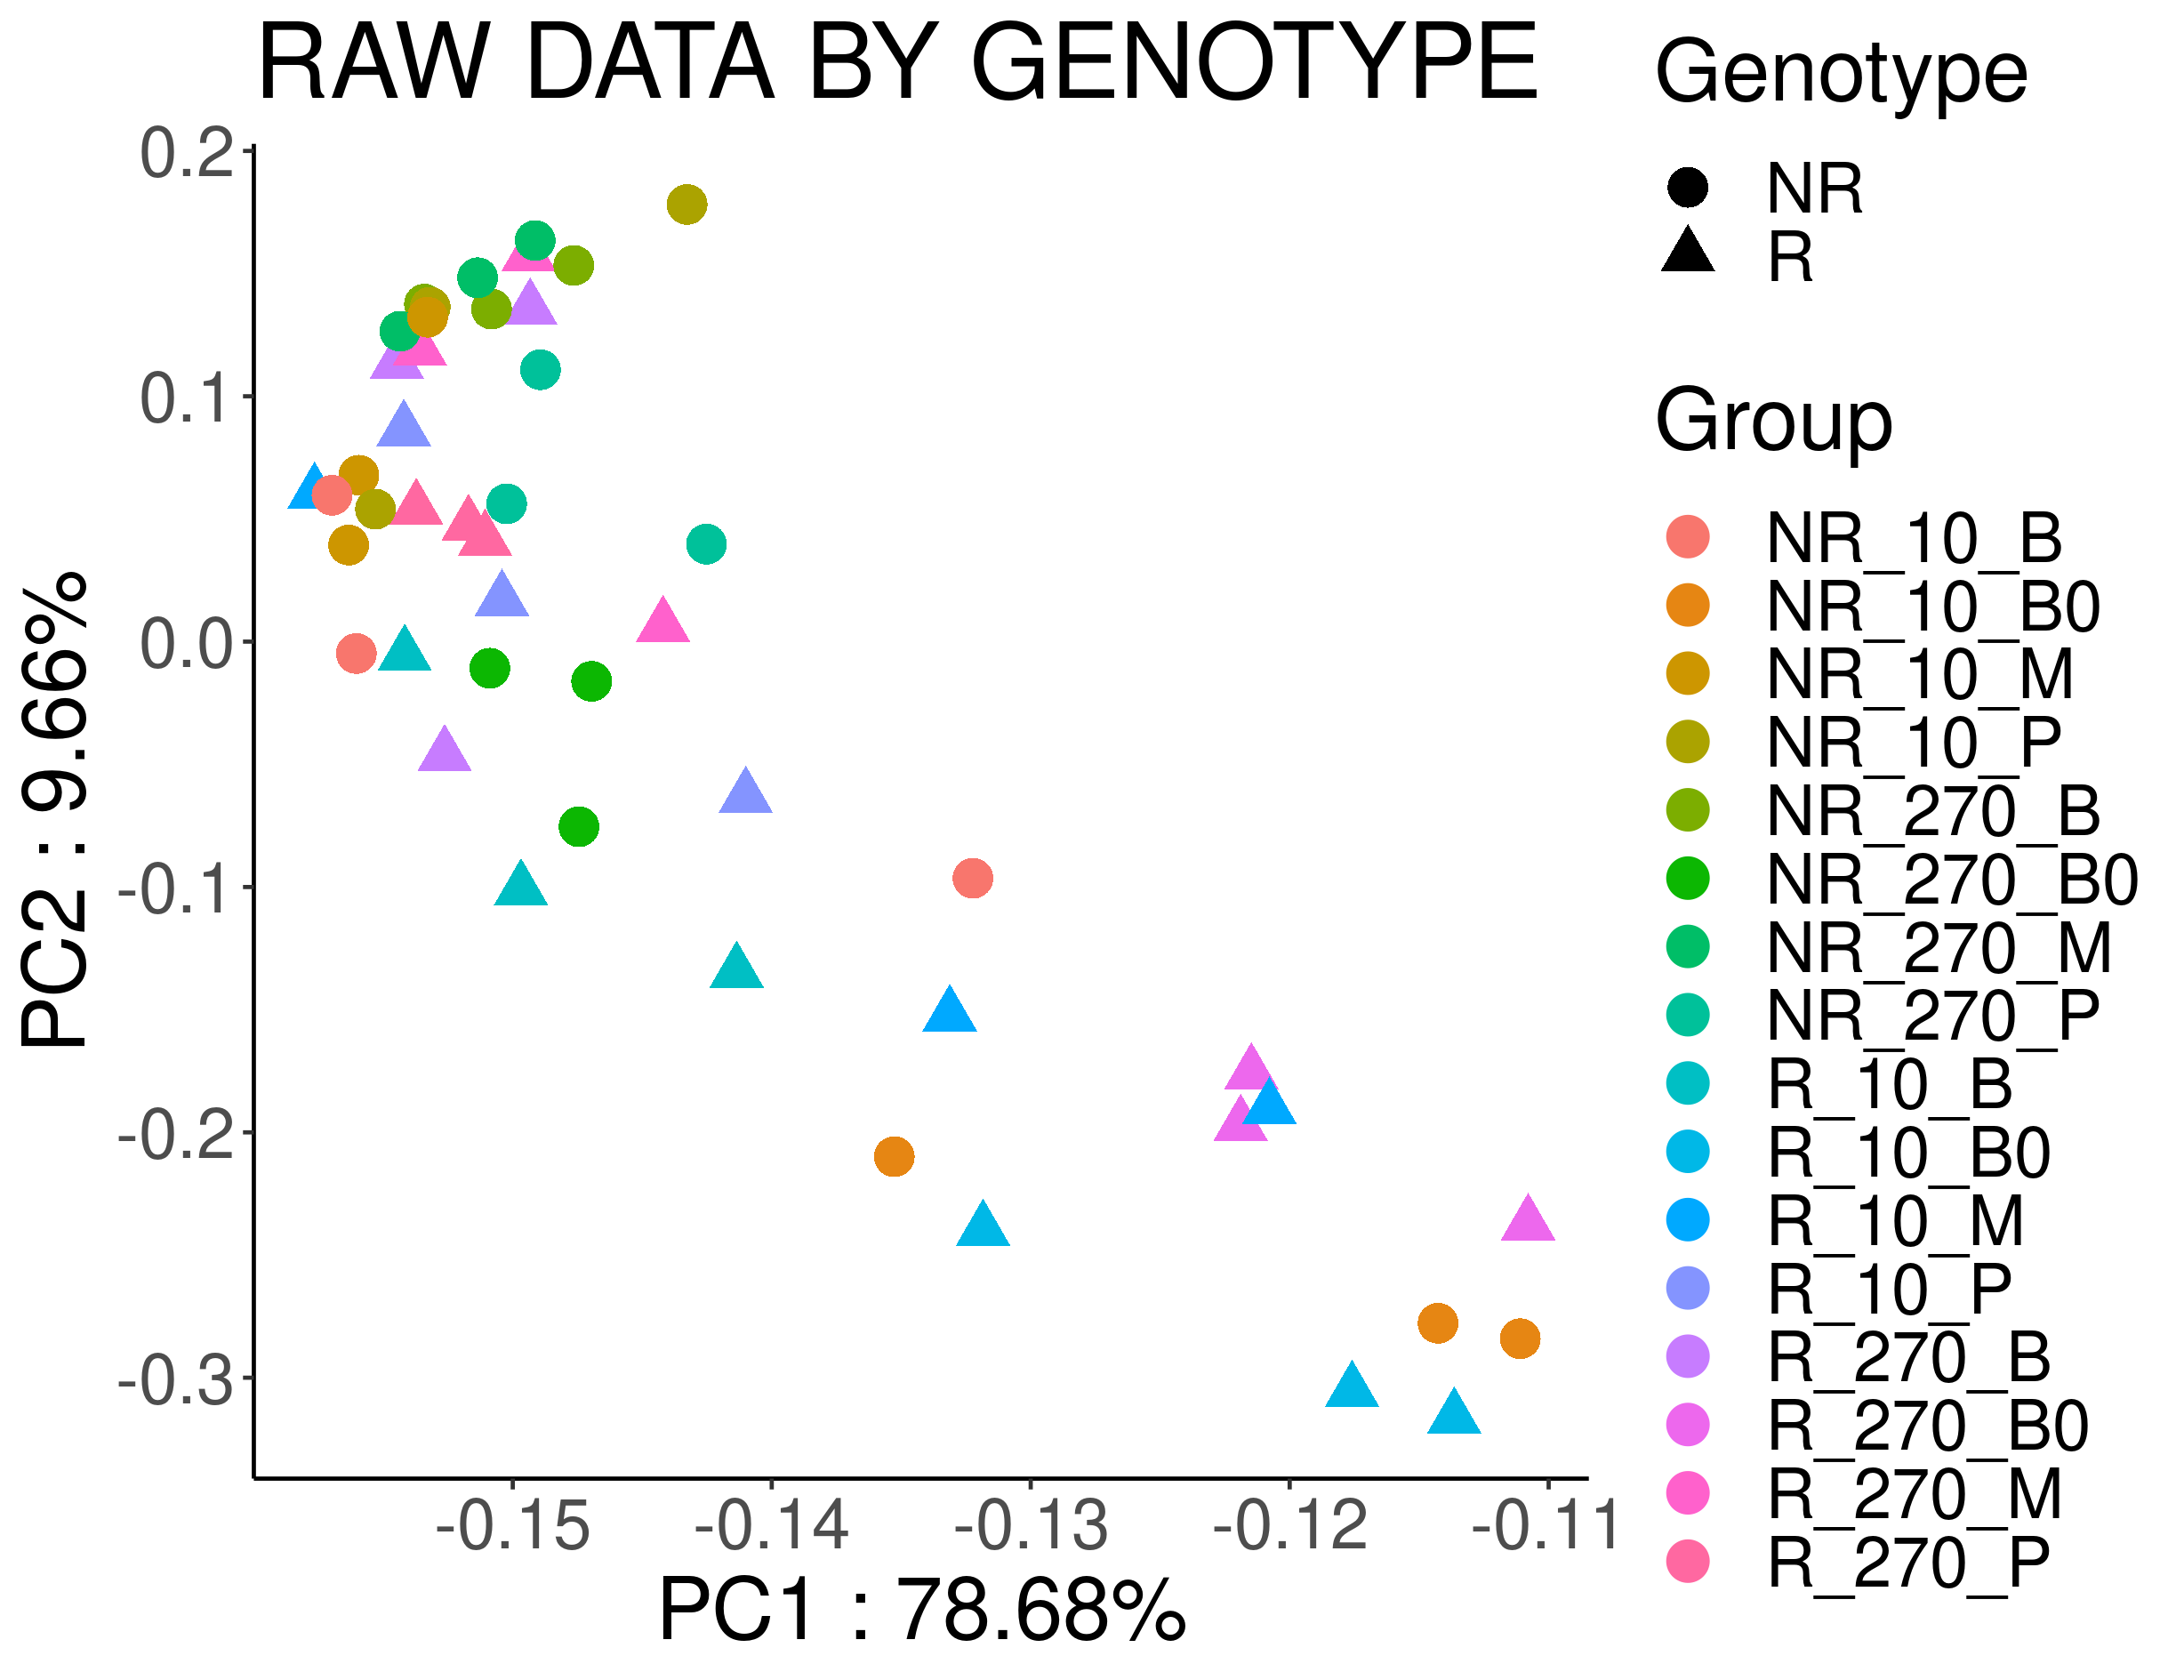 RAW DATA BY GENOTYPE
0.2
0.1
0.0
-0.1
-0.2
-0.3
PC2 : 9.66%
-0.15
-0.14
-0.13
-0.12
-0.11
PC1 : 78.68%
Genotype
NR
R
Group
NR_10_B
NR_10_B0
NR_10_M
NR_10_P
NR_270_B
NR_270_B0
NR_270_M
NR_270_P
R_10_B
R_10_B0
R_10_M
R_10_P
R_270_B
R_270_B0
R_270_M
R_270_P